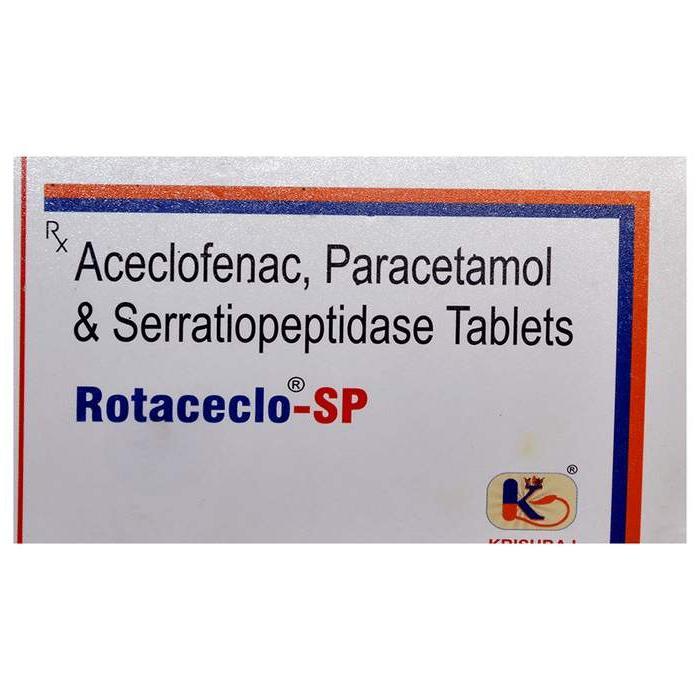 Rx Aceclofenac, Paracetamol
& Serratiopeptidase Tablets
Rotaceclo®-SP
K ®